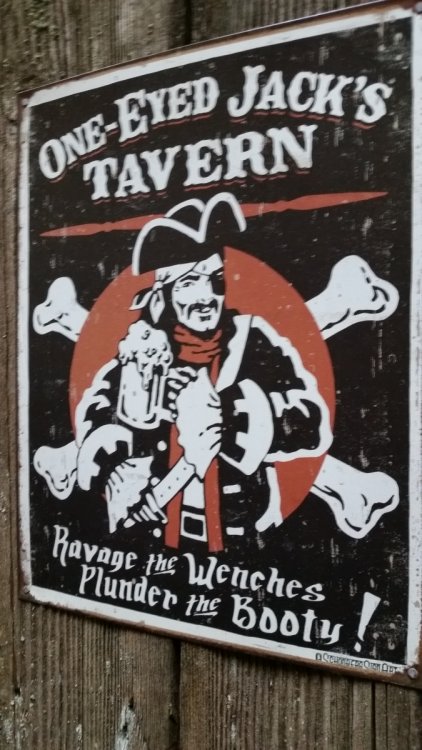 One-Eyed Jack's
Tavern
Ravage the Wenches
Plunder the Booty!